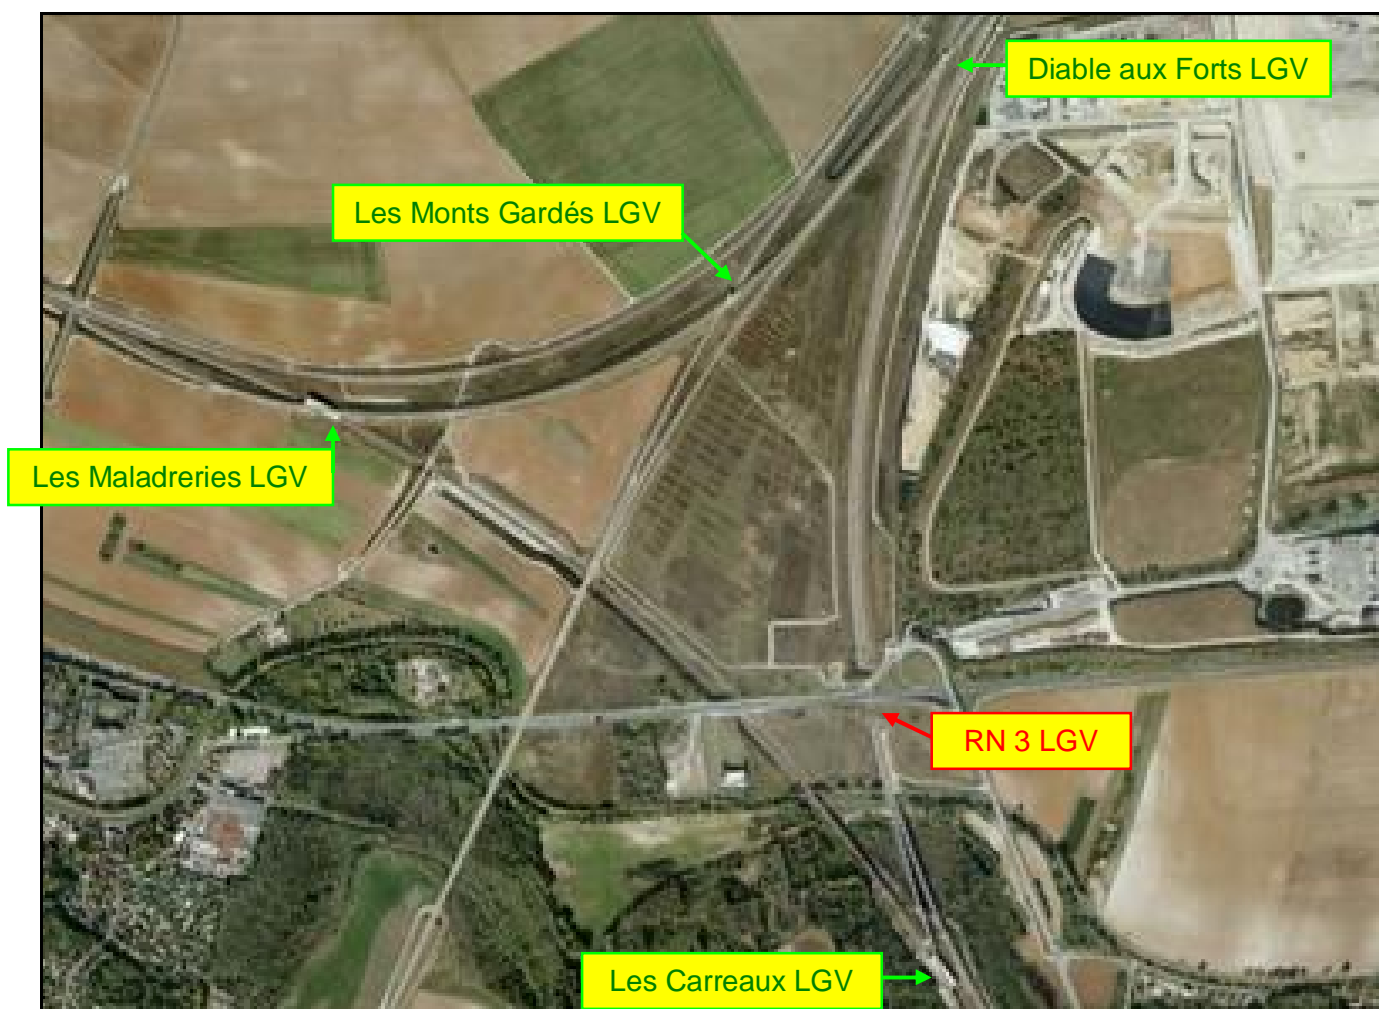 Diable aux Forts LGV
Les Monts Gardés LGV
Les Maladreries LGV
RN 3 LGV
Les Carreaux LGV